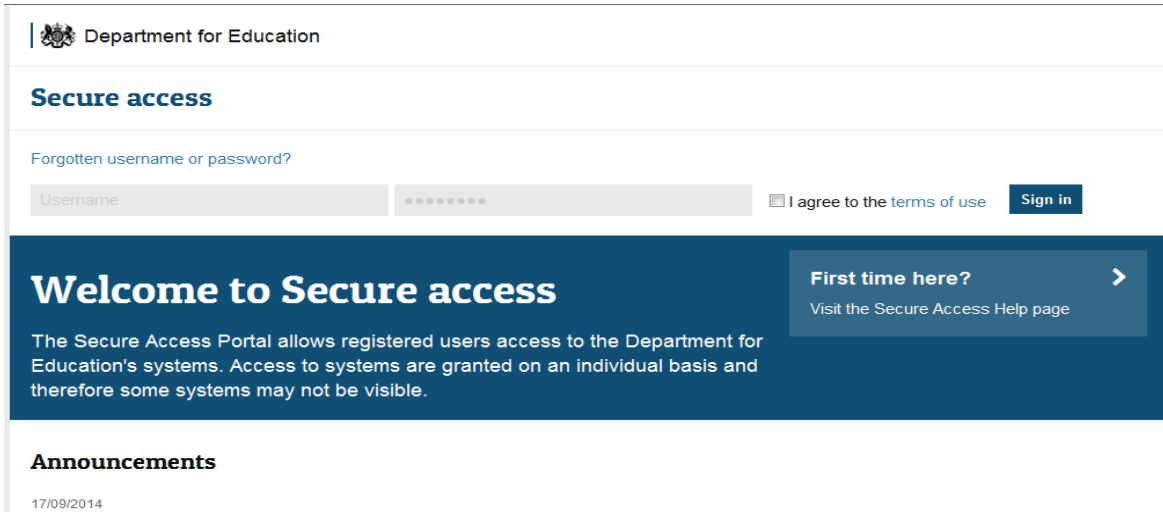 Department for Education
Secure access
Forgotten username or password?
Username
I agree to the terms of use
Sign in
Welcome to Secure access
The Secure Access Portal allows registered users access to the Department for
Education's systems. Access to systems are granted on an individual basis and
therefore some systems may not be visible.
First time here?
Visit the Secure Access Help page
Announcements
17/09/2014